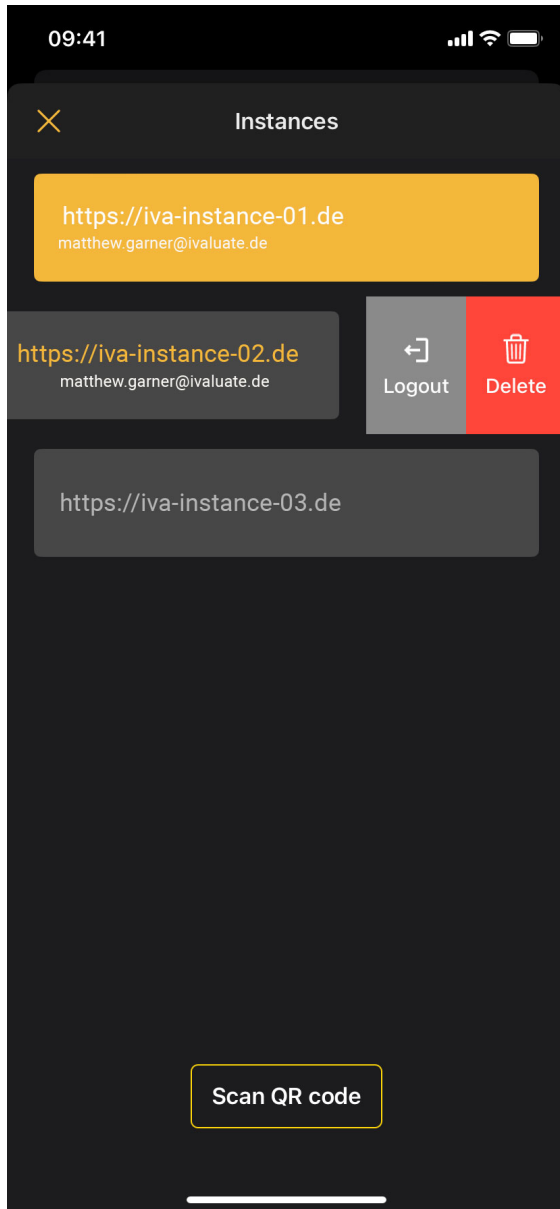 09:41
Instances
https://iva-instance-01.de
matthew.garner@ivaluate.de
https://iva-instance-02.de
matthew.garner@ivaluate.de
Logout
Delete
https://iva-instance-03.de
Scan QR code